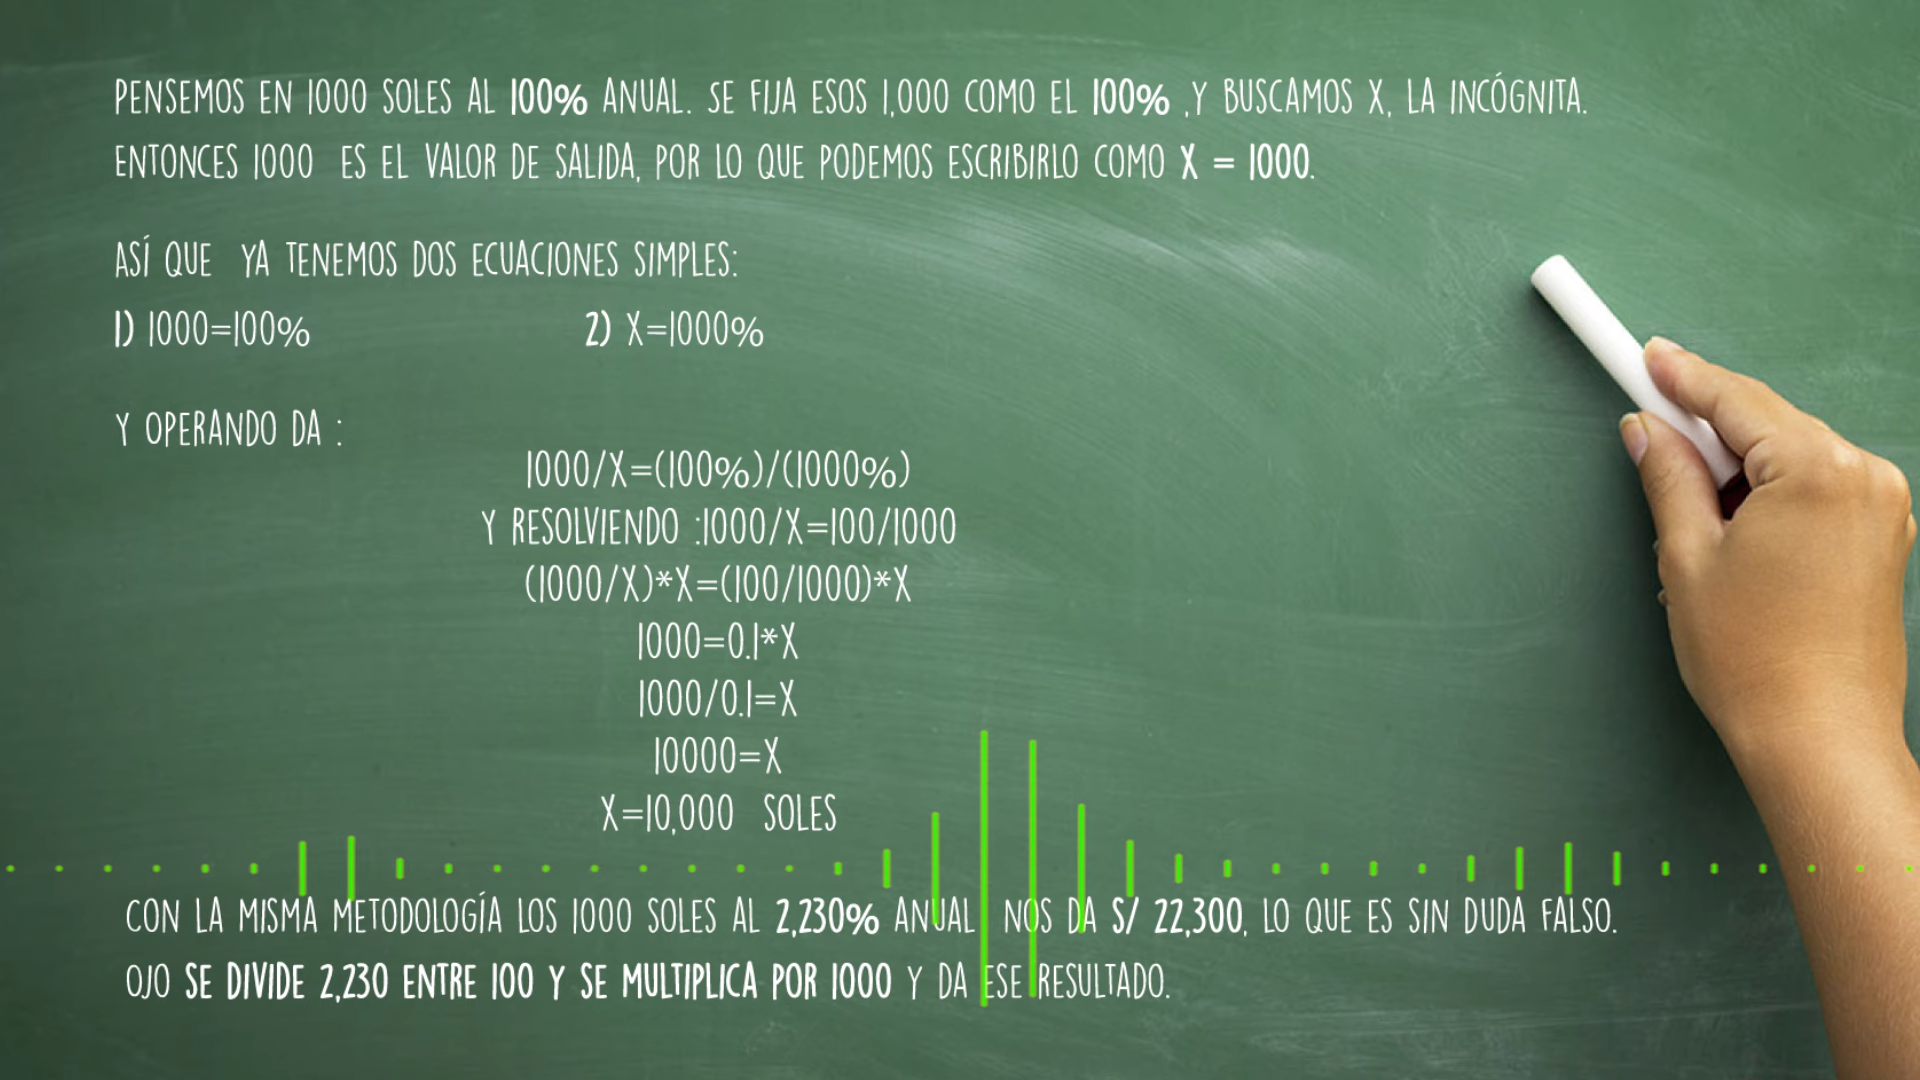 PENSEMOS EN 1000 SOLES AL 100% ANUAL. SE FIJA ESOS 1,000 COMO EL 100% ,Y BUSCAMOS X, LA INCÓGNITA.
ENTONCES 1000 ES EL VALOR DE SALIDA, POR LO QUE PODEMOS ESCRIBIRLO COMO X = 1000.
ASÍ QUE YA TENEMOS DOS ECUACIONES SIMPLES:
1) 1000=100% 2) X=1000%
Y OPERANDO DA :
1000/X=(100%)/(1000%)
Y RESOLVIENDO :1000/X=100/1000
(1000/X)*X=(100/1000)*X
1000=0.1*X
1000/0.1=X
10000=X
X=10,000 SOLES
CON LA MISMA METODOLOGÍA LOS 1000 SOLES AL 2,230% ANUAL NOS DA S/ 22,300, LO QUE ES SIN DUDA FALSO.
OJO SE DIVIDE 2,230 ENTRE 100 Y SE MULTIPLICA POR 1000 Y DA ESE RESULTADO.